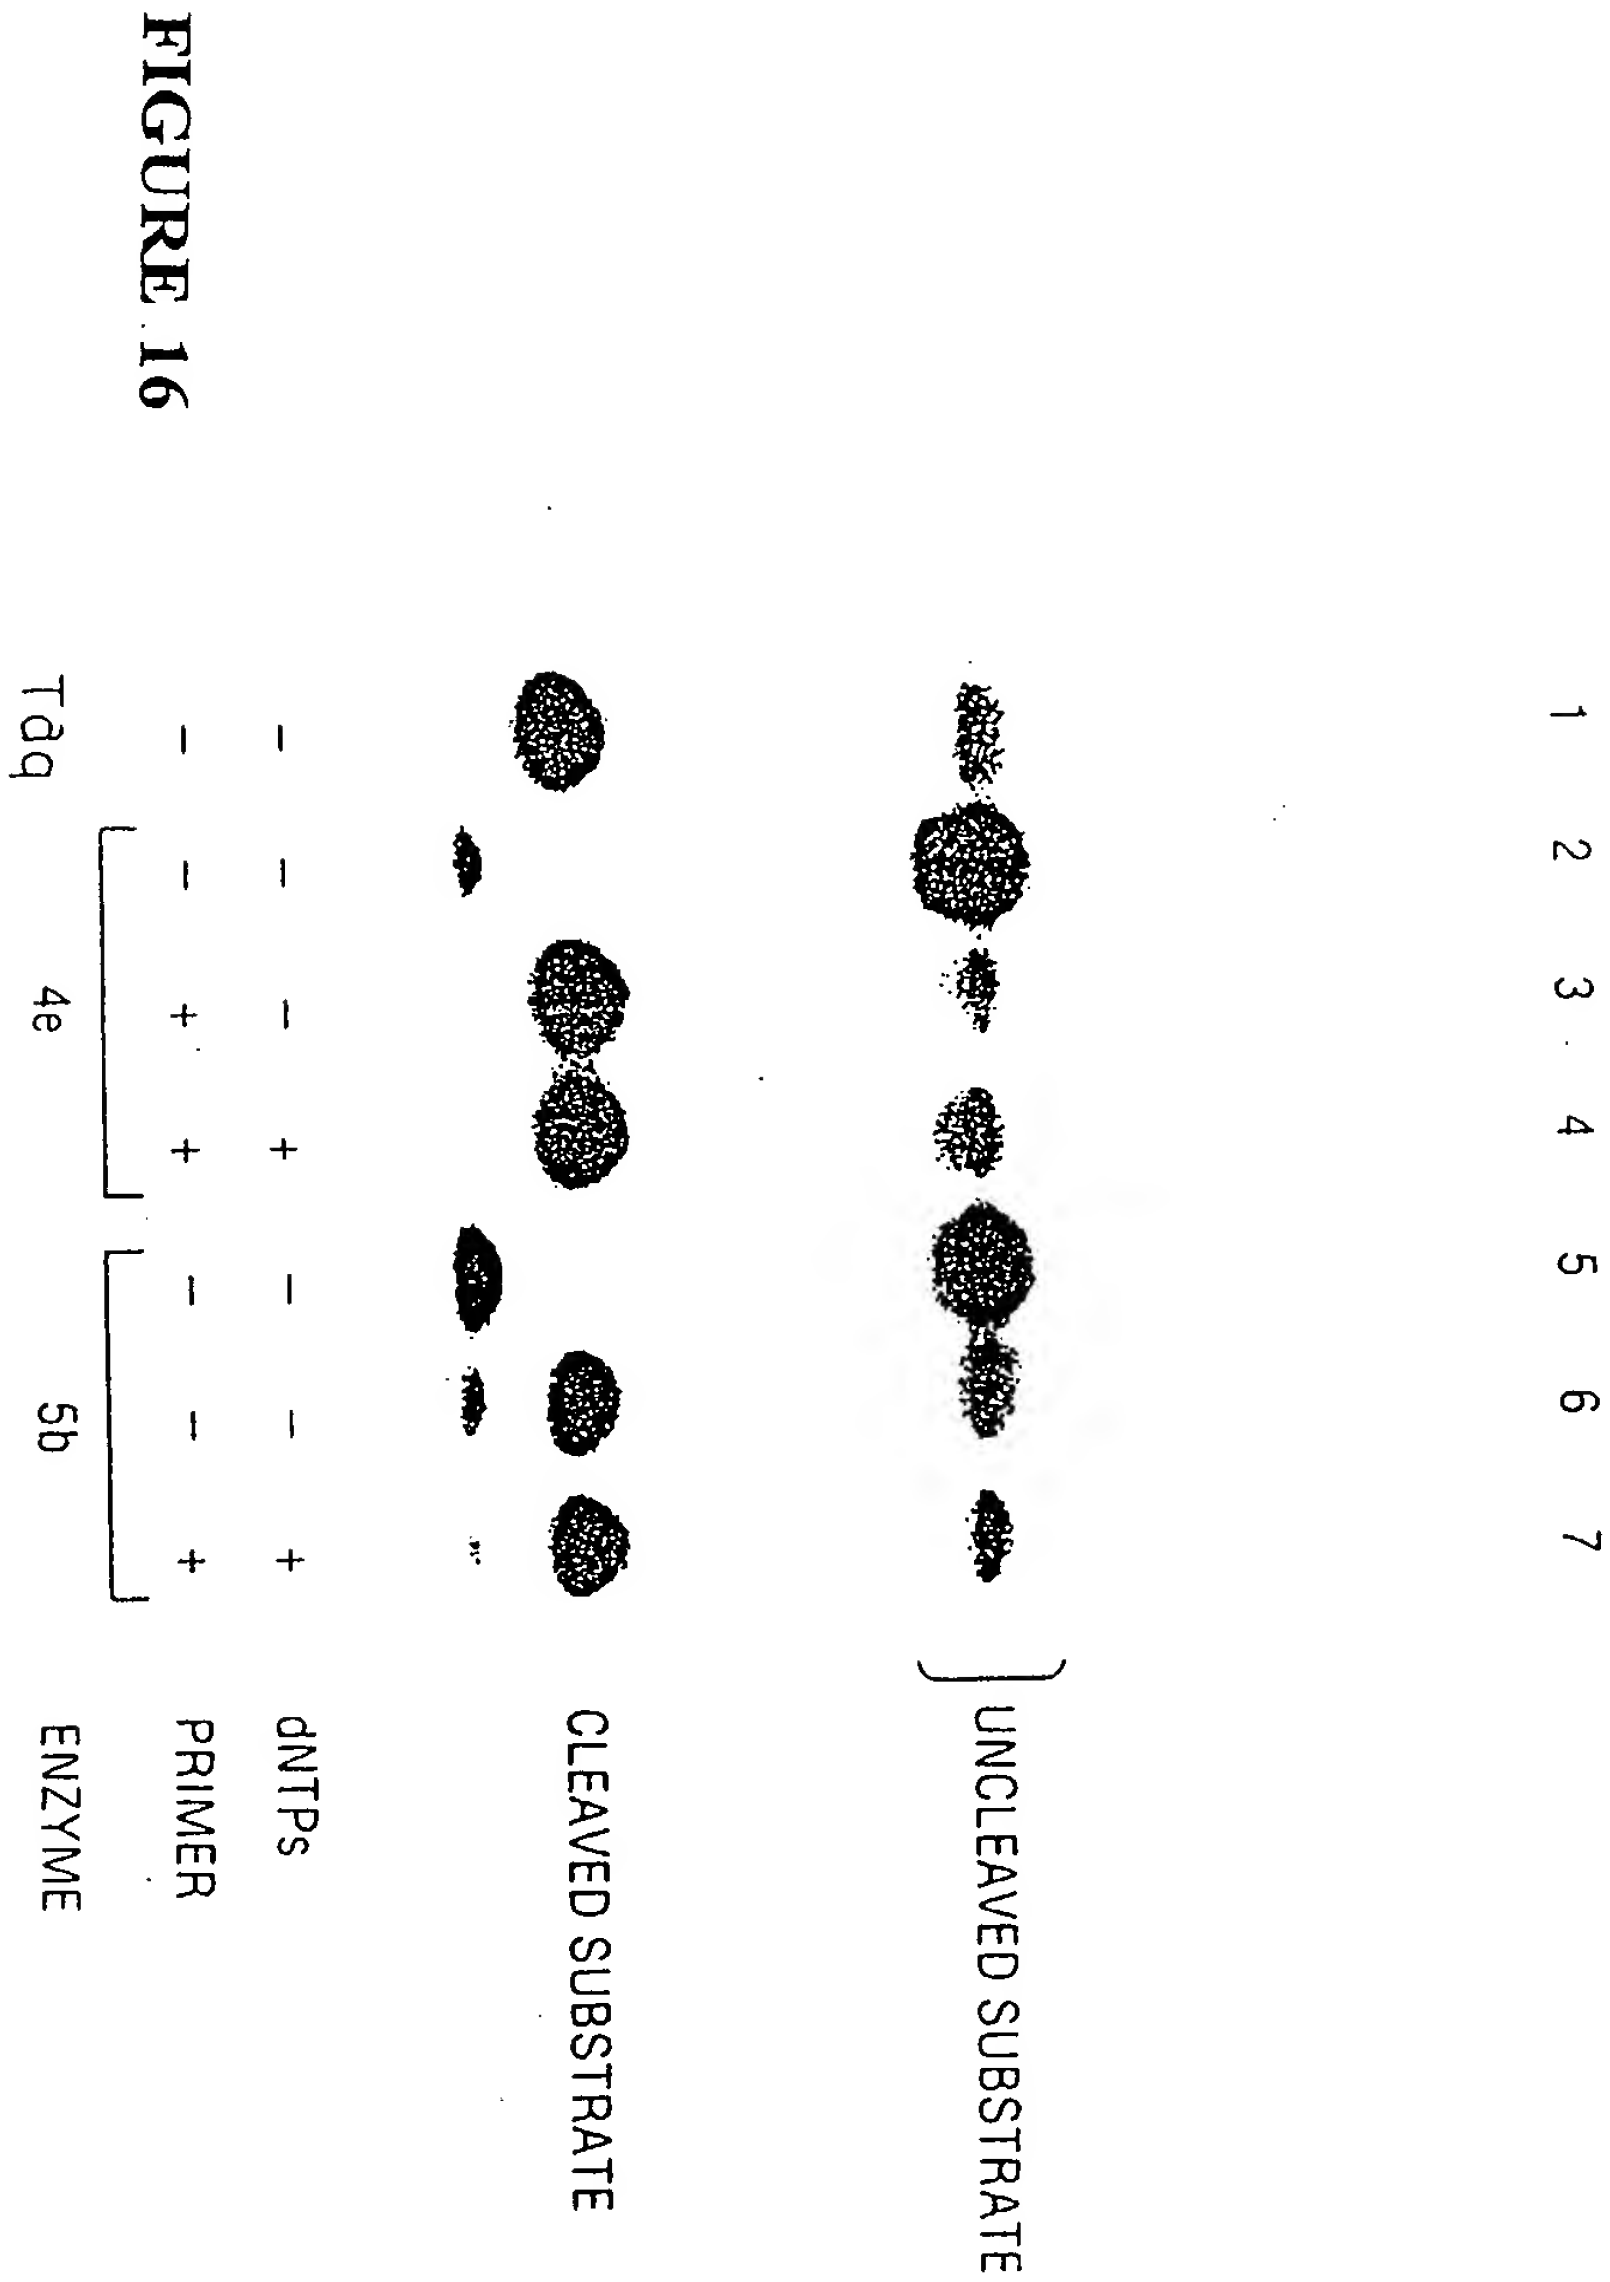 1 2 3 4 5 6 7
UNCLEAVED SUBSTRATE
CLEAVED SUBSTRATE
- - - + - - + dNTPs
- - + + - - + PRIMER
Taq 4e 5b ENZYME
FIGURE 16